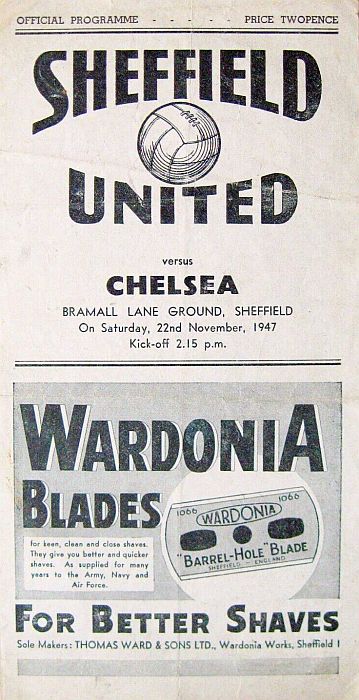 OFFICIAL PROGRAMME - - - - - PRICE TWOPENCE
SHEFFIELD
UNITED
versus
CHELSEA
BRAMALL LANE GROUND, SHEFFIELD
On Saturday, 22nd November, 1947
Kick-off 2.15 p.m.
WARDONIA
BLADES
for keen, clean and close shaves.
They give you better and quicker
shaves. As supplied for many
years to the Army, Navy and
Air Force.
1066 1066
WARDONIA
"BARREL-HOLE" BLADE
SHEFFIELD - ENGLAND
FOR BETTER SHAVES
Sole Makers: THOMAS WARD & SONS LTD., Wardonia Works, Sheffield 1